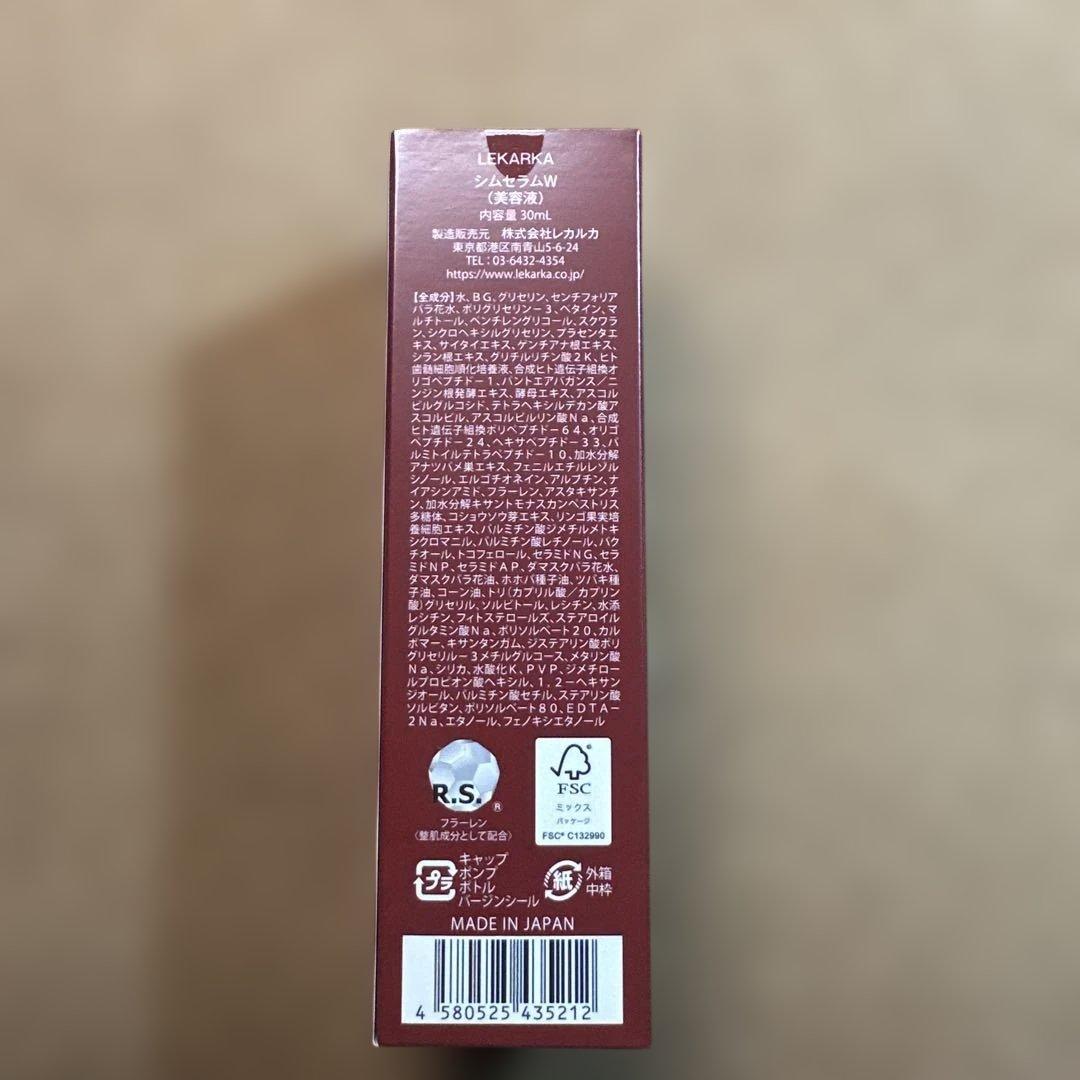 LEKARKA
シムセラムW
(美容液)
内容量 30mL
製造販売元　株式会社レカルカ
東京都港区南青山5-6-24
TEL：03-6432-4354
https://www.lekarka.co.jp/
【全成分】水、ＢＧ、グリセリン、センチフォリア
バラ花水、ポリグリセリン－３、ベタイン、マ
ルチトール、ペンチレングリコール、スクワラ
ン、シクロヘキシルグリセリン、プラセンタエ
キス、サイタイエキス、ゲンチアナ根エキス、
シラン根エキス、グリチルリチン酸２Ｋ、ヒト
歯髄細胞順化培養液、合成ヒト遺伝子組換オ
リゴペプチド－１、パントエアバガンス／ニ
ンジン根発酵エキス、酵母エキス、アスコル
ビルグルコシド、テトラヘキシルデカン酸ア
スコルビル、アスコルビルリン酸Ｎａ、合成
ヒト遺伝子組換ポリペプチド－６４、オリゴ
ペプチド－２４、ヘキサペプチド－３３、パル
ミトイルテトラペプチド－１０、加水分解
アナツバメ巣エキス、フェニルエチルレゾル
シノール、エルゴチオネイン、アルブチン、ナ
イアシンアミド、フラーレン、アスタキサンチ
ン、加水分解キサントモナスカンペストリス
多糖体、コショウソウ芽エキス、リンゴ果実培
養細胞エキス、パルミチン酸ジメチルメトキ
シクロマニル、パルミチン酸レチノール、バク
チオール、トコフェロール、セラミドＮＧ、セラ
ミドＮＰ、セラミドＡＰ、ダマスクバラ花水、
ダマスクバラ花油、ホホバ種子油、ツバキ種
子油、コーン油、トリ（カプリル酸／カプリン
酸）グリセリル、ソルビトール、レシチン、水添
レシチン、フィトステロールズ、ステアロイル
グルタミン酸Ｎａ、ポリソルベート２０、カル
ボマー、キサンタンガム、ジステアリン酸ポリ
グリセリル－３メチルグルコース、メタリン酸
Ｎａ、シリカ、水酸化Ｋ、ＰＶＰ、ジメチロー
ルプロピオン酸ヘキシル、１,２－ヘキサン
ジオール、パルミチン酸セチル、ステアリン酸
ソルビタン、ポリソルベート８０、ＥＤＴＡ－
２Ｎａ、エタノール、フェノキシエタノール
R.S.®
フラーレン
〈整肌成分として配合〉
FSC
ミックス
パッケージ
FSC® C132990
プラ
キャップ
ポンプ
ボトル
バージンシール
紙
外箱
中枠
MADE IN JAPAN
4 580525 435212